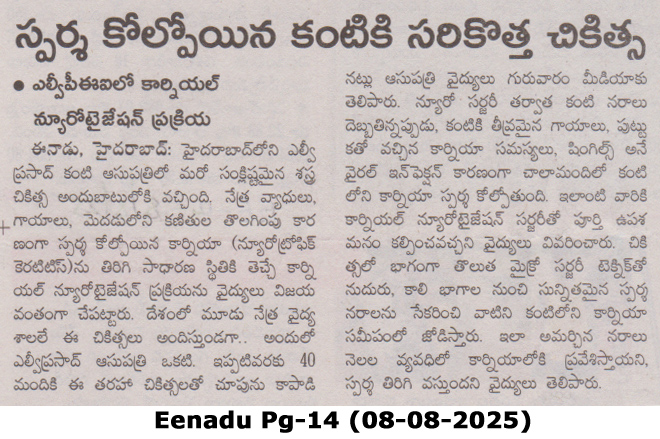 స్పర్శ కోల్పోయిన కంటికి సరికొత్త చికిత్స
● ఎల్వీపీఈఐలో కార్నియల్
న్యూరోటైజేషన్ ప్రక్రియ
ఈనాడు, హైదరాబాద్: హైదరాబాద్‌లోని ఎల్వీ
ప్రసాద్ కంటి ఆసుపత్రిలో మరో సంక్లిష్టమైన శస్త్ర
చికిత్స అందుబాటులోకి వచ్చింది. నేత్ర వ్యాధులు,
గాయాలు, మెదడులోని కణితుల తొలగింపు కార
ణంగా స్పర్శ కోల్పోయిన కార్నియా (న్యూరోట్రోఫిక్
కెరటైటిస్)ను తిరిగి సాధారణ స్థితికి తెచ్చే కార్ని
యల్ న్యూరోటైజేషన్ ప్రక్రియను వైద్యులు విజయ
వంతంగా చేపట్టారు. దేశంలో మూడు నేత్ర వైద్య
శాలలే ఈ చికిత్సలు అందిస్తుండగా.. అందులో
ఎల్వీప్రసాద్ ఆసుపత్రి ఒకటి. ఇప్పటివరకు 40
మందికి ఈ తరహా చికిత్సలతో చూపును కాపాడి
నట్లు ఆసుపత్రి వైద్యులు గురువారం మీడియాకు
తెలిపారు. న్యూరో సర్జరీ తర్వాత కంటి నరాలు
దెబ్బతిన్నప్పుడు, కంటికి తీవ్రమైన గాయాలు, పుట్టు
కతో వచ్చిన కార్నియా సమస్యలు, షింగిల్స్ అనే
వైరల్ ఇన్‌ఫెక్షన్ కారణంగా చాలామందిలో కంటి
లోని కార్నియా స్పర్శ కోల్పోతుంది. ఇలాంటి వారికి
కార్నియల్ న్యూరోటైజేషన్ సర్జరీతో పూర్తి ఉపశ
మనం కల్పించవచ్చని వైద్యులు వివరించారు. చికి
త్సలో భాగంగా తొలుత మైక్రో సర్జరీ టెక్నిక్‌తో
నుదురు, కాలి భాగాల నుంచి సున్నితమైన స్పర్శ
నరాలను సేకరించి వాటిని కంటిలోని కార్నియా
సమీపంలో జోడిస్తారు. ఇలా అమర్చిన నరాలు
నెలల వ్యవధిలో కార్నియాలోకి ప్రవేశిస్తాయని,
స్పర్శ తిరిగి వస్తుందని వైద్యులు తెలిపారు.
Eenadu Pg-14 (08-08-2025)